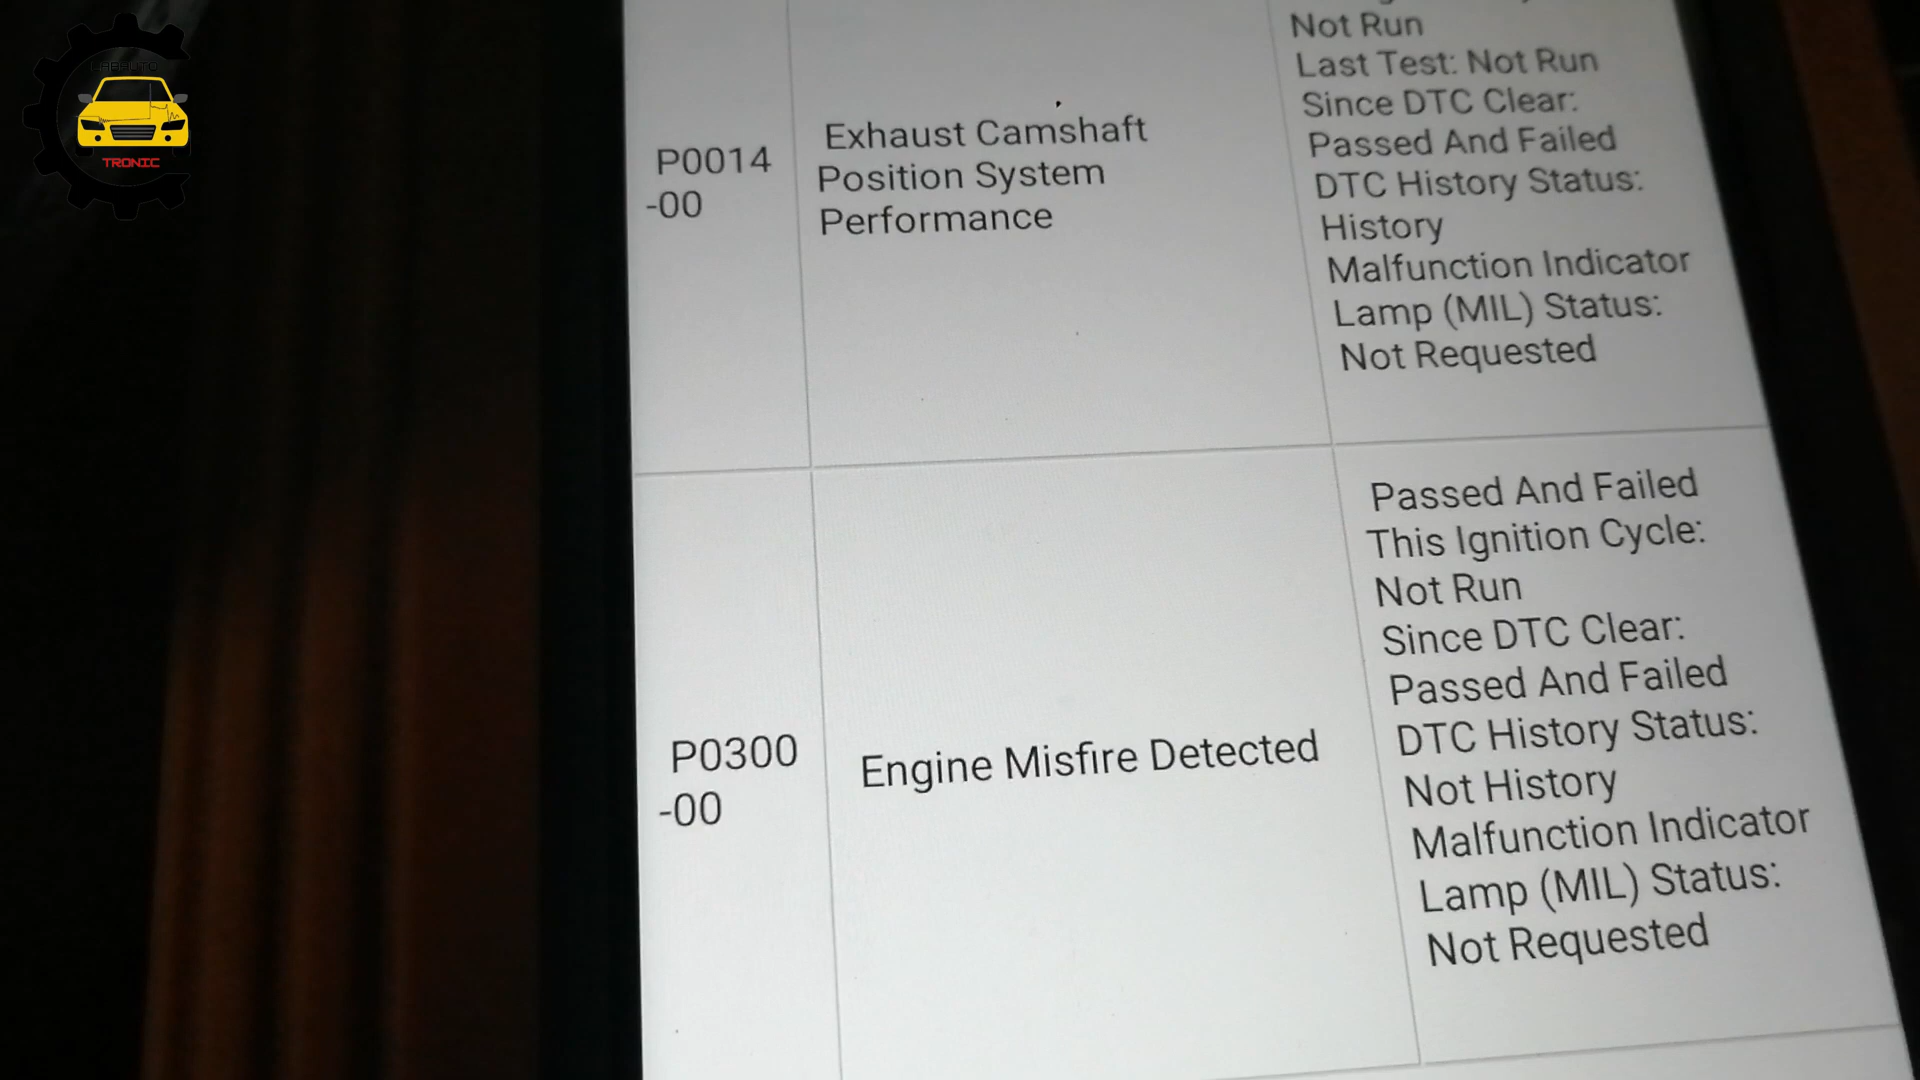 LABAUTO
TRONIC
P0014
-00
Exhaust Camshaft
Position System
Performance
Not Run
Last Test: Not Run
Since DTC Clear:
Passed And Failed
DTC History Status:
History
Malfunction Indicator
Lamp (MIL) Status:
Not Requested
P0300
-00
Engine Misfire Detected
Passed And Failed
This Ignition Cycle:
Not Run
Since DTC Clear:
Passed And Failed
DTC History Status:
Not History
Malfunction Indicator
Lamp (MIL) Status:
Not Requested